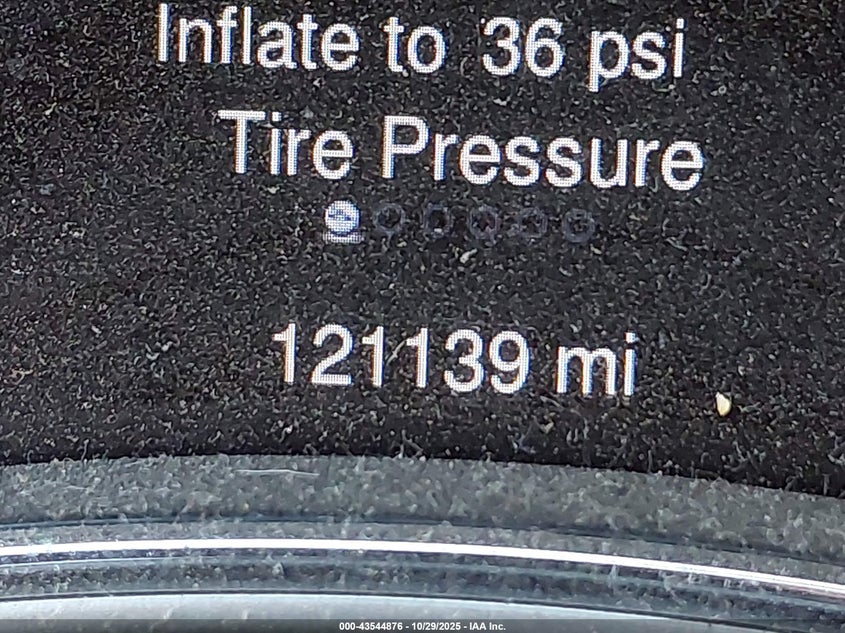 Inflate to 36 psi
Tire Pressure
121139 mi
000-43544876 - 10/29/2025 - IAA Inc.